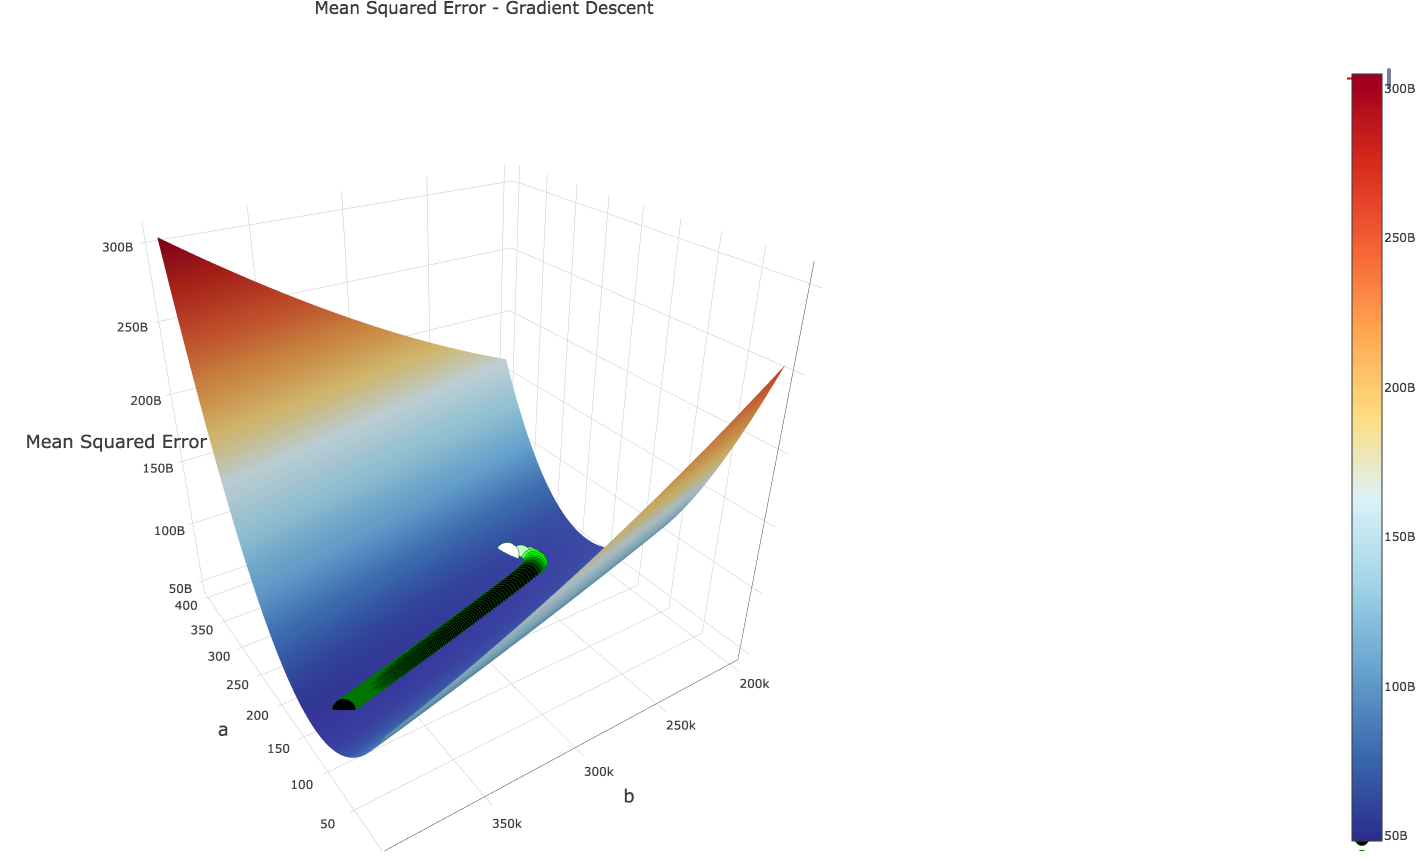 Mean Squared Error - Gradient Descent
300B
250B
200B
Mean Squared Error
150B
100B
50B
400
350
300
250
200
a
150
100
50
200k
250k
300k
b
350k
300B
250B
200B
150B
100B
50B